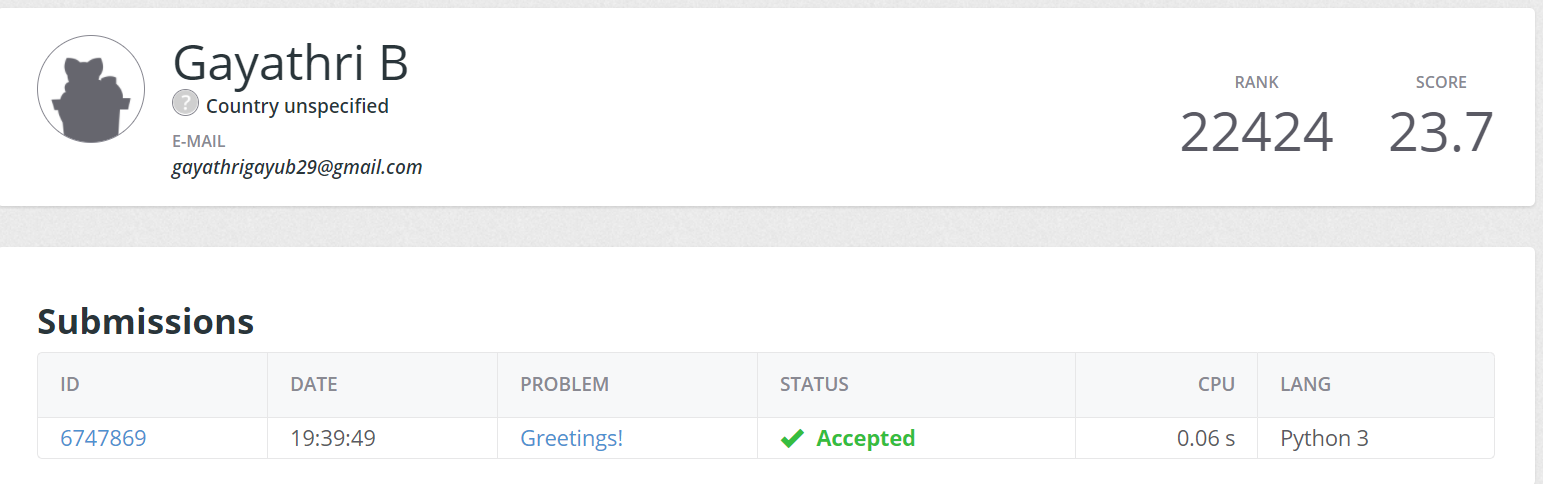 Gayathri B
? Country unspecified
E-MAIL
gayathrigayub29@gmail.com
RANK SCORE
22424 23.7
Submissions
ID DATE PROBLEM STATUS CPU LANG
6747869 19:39:49 Greetings! Accepted 0.06 s Python 3